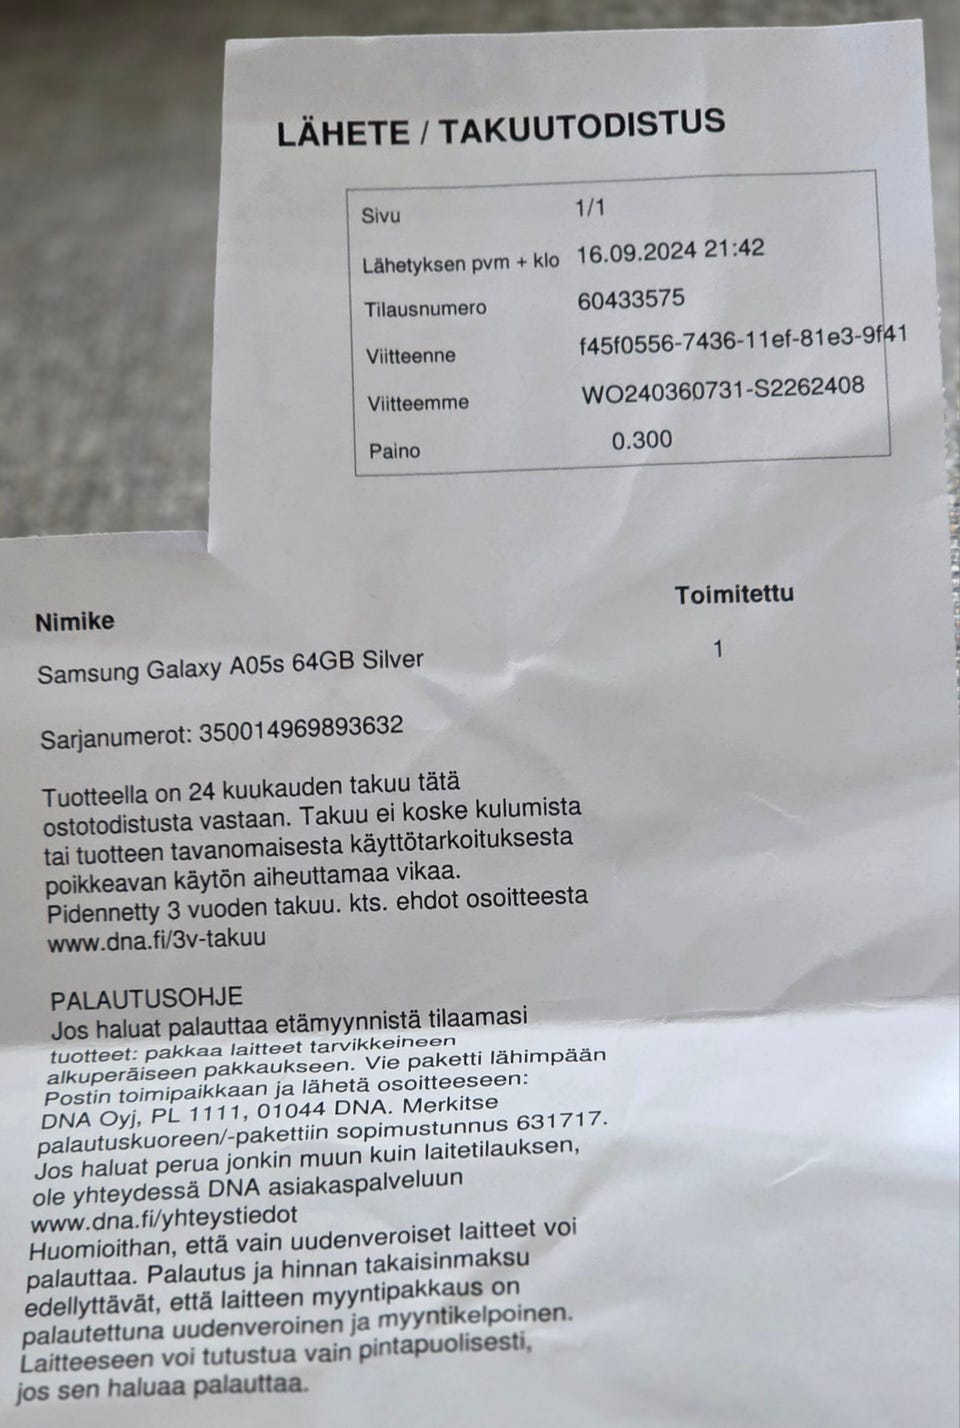 LÄHETE / TAKUUTODISTUS
Sivu 1/1
Lähetyksen pvm + klo 16.09.2024 21:42
Tilausnumero 60433575
Viitteenne f45f0556-7436-11ef-81e3-9f41
Viitteemme WO240360731-S2262408
Paino 0.300
Nimike Toimitettu
Samsung Galaxy A05s 64GB Silver 1
Sarjanumerot: 350014969893632
Tuotteella on 24 kuukauden takuu tätä
ostotodistusta vastaan. Takuu ei koske kulumista
tai tuotteen tavanomaisesta käyttötarkoituksesta
poikkeavan käytön aiheuttamaa vikaa.
Pidennetty 3 vuoden takuu. kts. ehdot osoitteesta
www.dna.fi/3v-takuu
PALAUTUSOHJE
Jos haluat palauttaa etämyynnistä tilaamasi
tuotteet: pakkaa laitteet tarvikkeineen
alkuperäiseen pakkaukseen. Vie paketti lähimpään
Postin toimipaikkaan ja lähetä osoitteeseen:
DNA Oyj, PL 1111, 01044 DNA. Merkitse
palautuskuoreen/-pakettiin sopimustunnus 631717.
Jos haluat perua jonkin muun kuin laitetilauksen,
ole yhteydessä DNA asiakaspalveluun
www.dna.fi/yhteystiedot
Huomioithan, että vain uudenveroiset laitteet voi
palauttaa. Palautus ja hinnan takaisinmaksu
edellyttävät, että laitteen myyntipakkaus on
palautettuna uudenveroinen ja myyntikelpoinen.
Laitteeseen voi tutustua vain pintapuolisesti,
jos sen haluaa palauttaa.